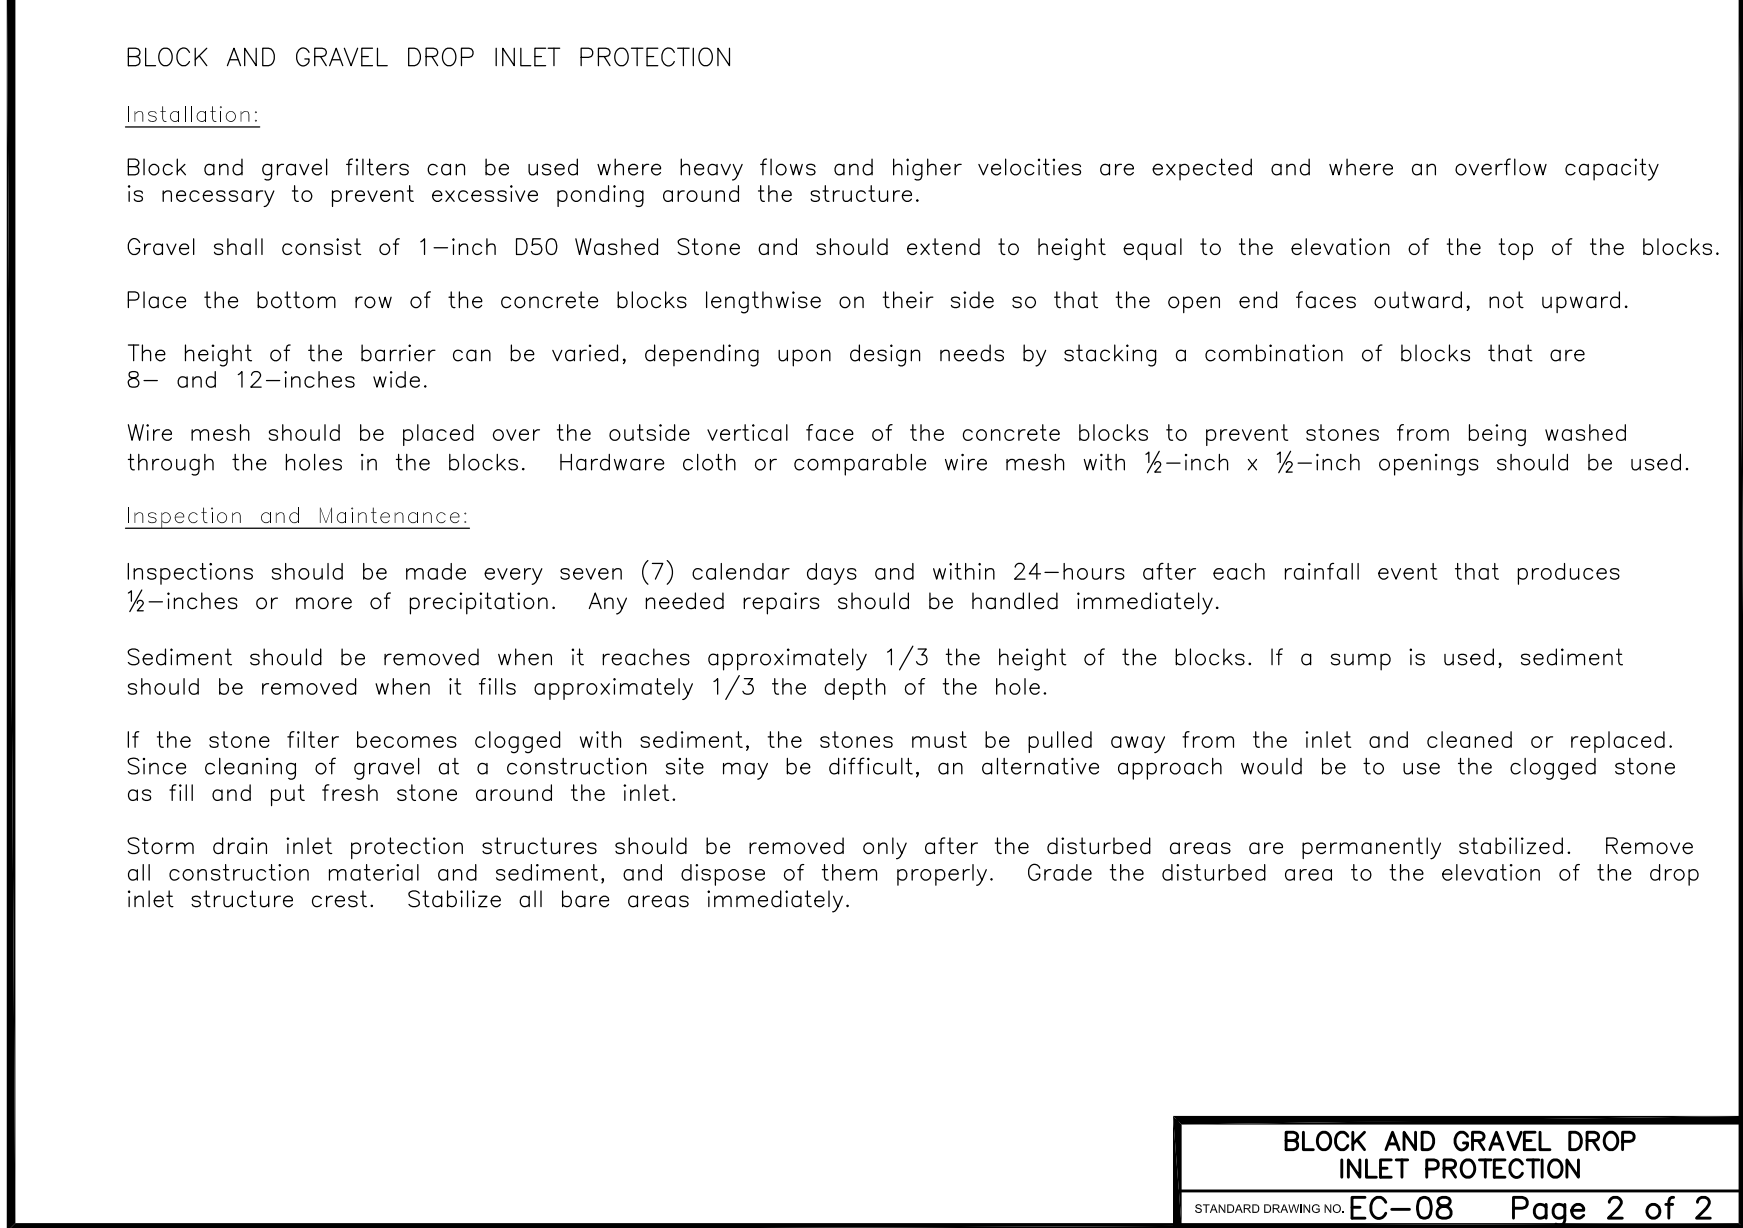 BLOCK AND GRAVEL DROP INLET PROTECTION
Installation:
Block and gravel filters can be used where heavy flows and higher velocities are expected and where an overflow capacity
is necessary to prevent excessive ponding around the structure.
Gravel shall consist of 1-inch D50 Washed Stone and should extend to height equal to the elevation of the top of the blocks.
Place the bottom row of the concrete blocks lengthwise on their side so that the open end faces outward, not upward.
The height of the barrier can be varied, depending upon design needs by stacking a combination of blocks that are
8- and 12-inches wide.
Wire mesh should be placed over the outside vertical face of the concrete blocks to prevent stones from being washed
through the holes in the blocks. Hardware cloth or comparable wire mesh with ½-inch x ½-inch openings should be used.
Inspection and Maintenance:
Inspections should be made every seven (7) calendar days and within 24-hours after each rainfall event that produces
½-inches or more of precipitation. Any needed repairs should be handled immediately.
Sediment should be removed when it reaches approximately 1/3 the height of the blocks. If a sump is used, sediment
should be removed when it fills approximately 1/3 the depth of the hole.
If the stone filter becomes clogged with sediment, the stones must be pulled away from the inlet and cleaned or replaced.
Since cleaning of gravel at a construction site may be difficult, an alternative approach would be to use the clogged stone
as fill and put fresh stone around the inlet.
Storm drain inlet protection structures should be removed only after the disturbed areas are permanently stabilized. Remove
all construction material and sediment, and dispose of them properly. Grade the disturbed area to the elevation of the drop
inlet structure crest. Stabilize all bare areas immediately.
BLOCK AND GRAVEL DROP
INLET PROTECTION
STANDARD DRAWING NO. EC-08 Page 2 of 2